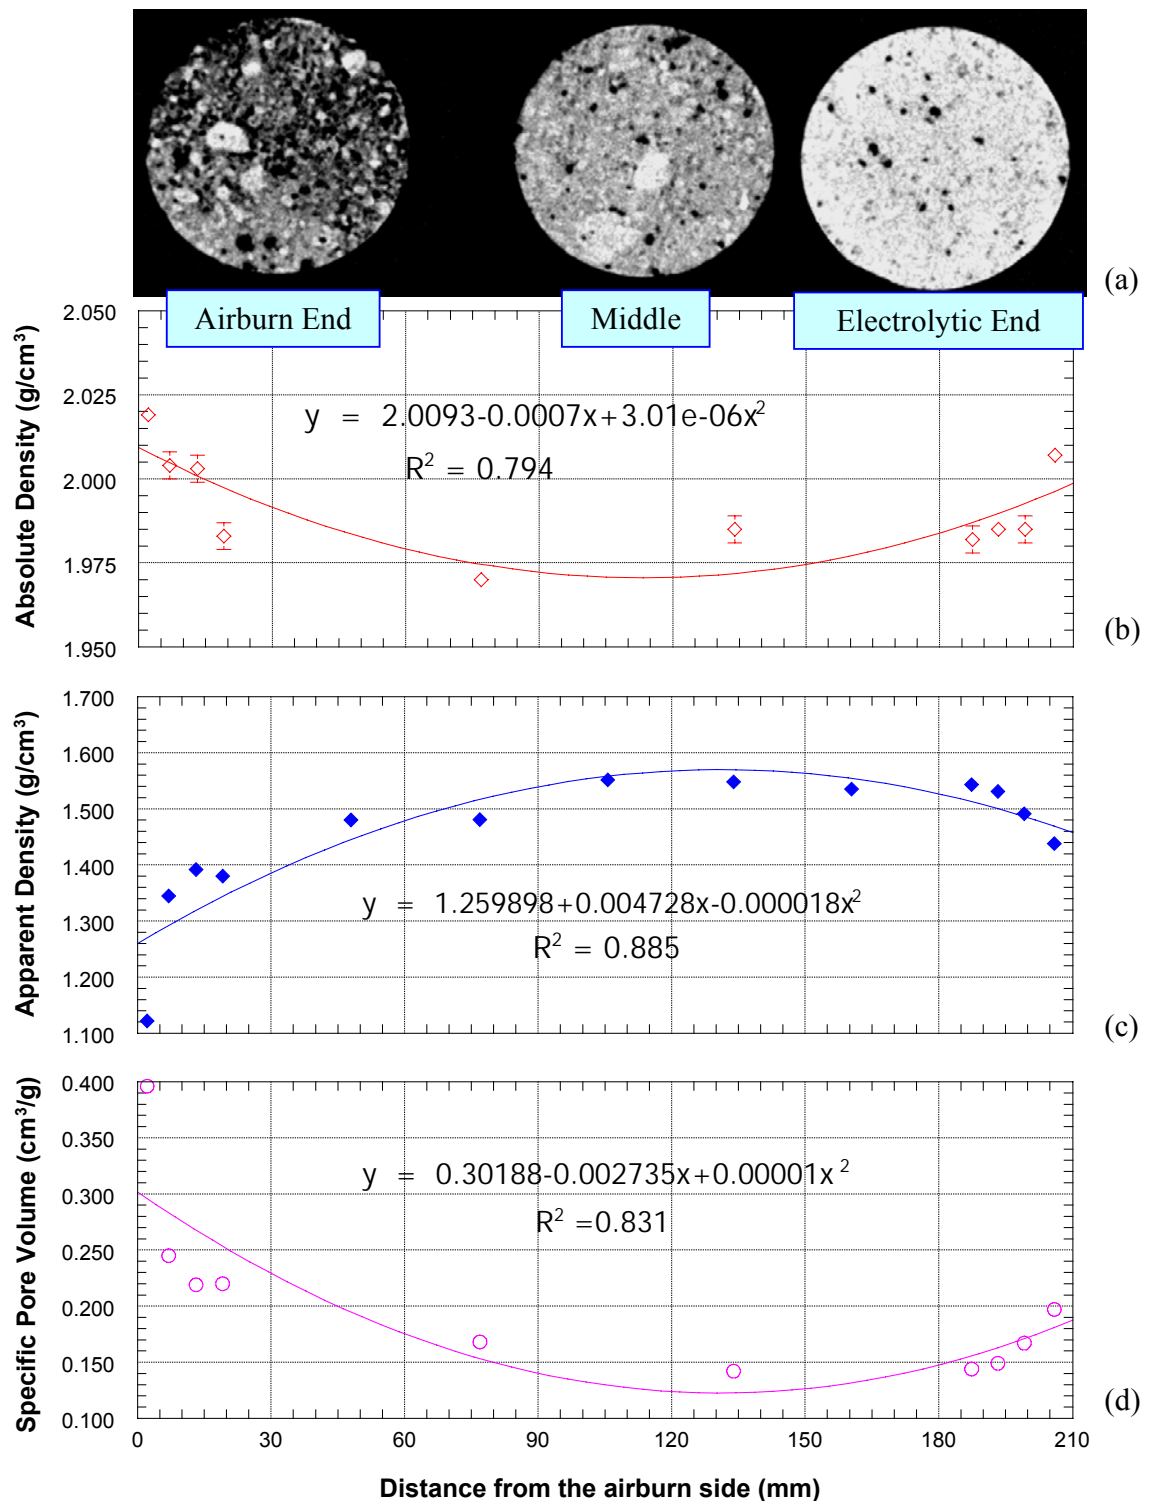 (a)
Airburn End
Middle
Electrolytic End
Absolute Density (g/cm³)
2.050
2.025
2.000
1.975
1.950
y = 2.0093-0.0007x+3.01e-06x²
R² = 0.794
(b)
Apparent Density (g/cm³)
1.700
1.600
1.500
1.400
1.300
1.200
1.100
y = 1.259898+0.004728x-0.000018x²
R² = 0.885
(c)
Specific Pore Volume (cm³/g)
0.400
0.350
0.300
0.250
0.200
0.150
0.100
y = 0.30188-0.002735x+0.00001x²
R² =0.831
(d)
0 30 60 90 120 150 180 210
Distance from the airburn side (mm)